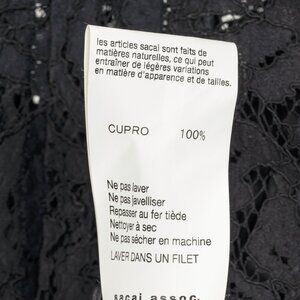 les articles sacai sont faits de
matières naturelles, ce qui peut
entraîner de légères variations
en matière d'apparence et de tailles.
CUPRO 100%
Ne pas laver
Ne pas javelliser
Repasser au fer tiède
Nettoyer à sec
Ne pas sécher en machine
LAVER DANS UN FILET
sacai assoc.